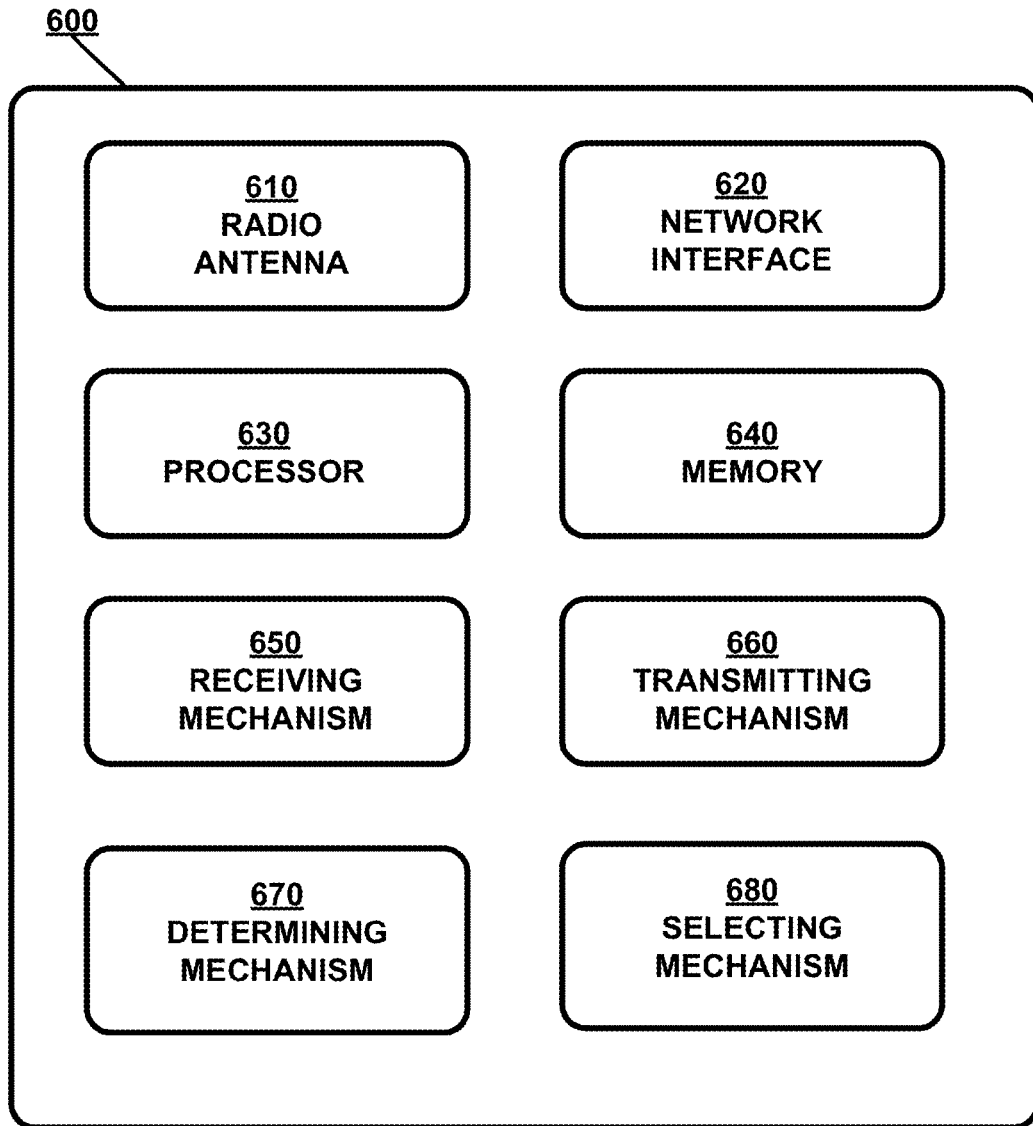 600
610
RADIO
ANTENNA
620
NETWORK
INTERFACE
630
PROCESSOR
640
MEMORY
650
RECEIVING
MECHANISM
660
TRANSMITTING
MECHANISM
670
DETERMINING
MECHANISM
680
SELECTING
MECHANISM